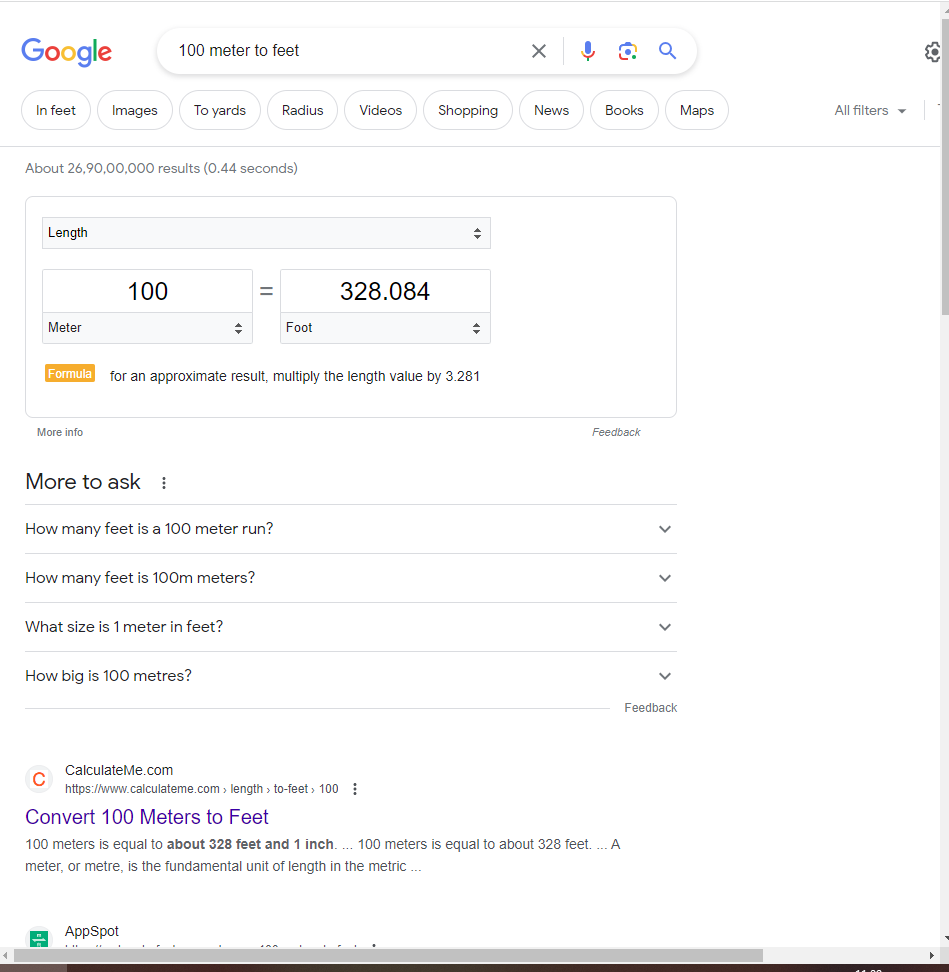 Google
100 meter to feet
In feet Images To yards Radius Videos Shopping News Books Maps All filters
About 26,90,00,000 results (0.44 seconds)
Length
100 = 328.084
Meter Foot
Formula for an approximate result, multiply the length value by 3.281
More info Feedback
More to ask
How many feet is a 100 meter run?
How many feet is 100m meters?
What size is 1 meter in feet?
How big is 100 metres?
Feedback
C CalculateMe.com
https://www.calculateme.com › length › to-feet › 100
Convert 100 Meters to Feet
100 meters is equal to about 328 feet and 1 inch. ... 100 meters is equal to about 328 feet. ... A
meter, or metre, is the fundamental unit of length in the metric ...
AppSpot